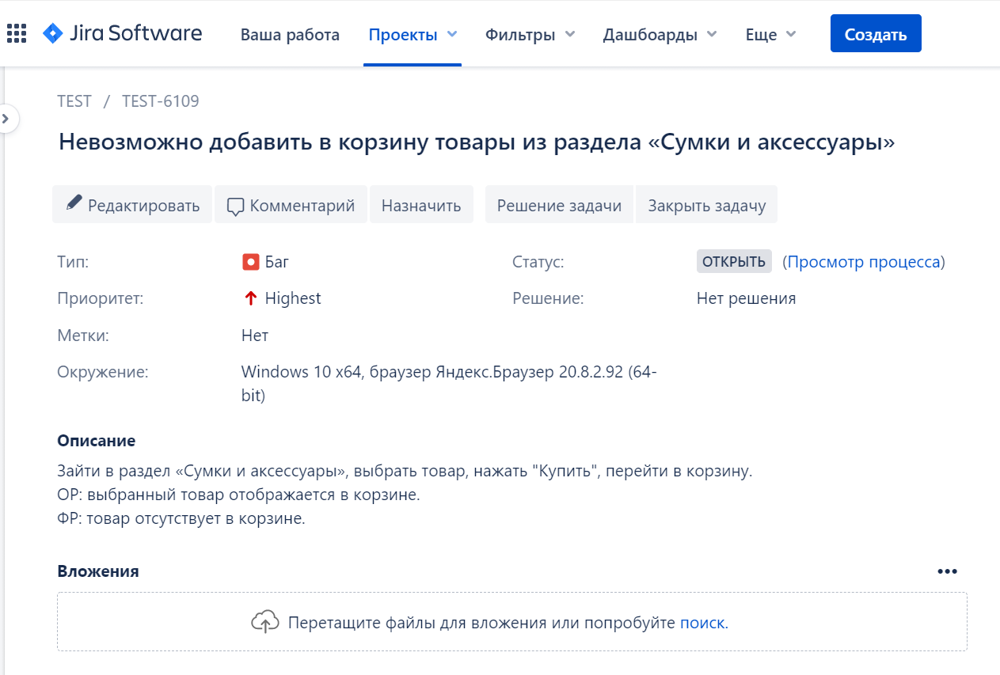 Jira Software Ваша работа Проекты Фильтры Дашбоарды Еще Создать
TEST / TEST-6109
Невозможно добавить в корзину товары из раздела «Сумки и аксессуары»
Редактировать Комментарий Назначить Решение задачи Закрыть задачу
Тип: Баг Статус: ОТКРЫТЬ (Просмотр процесса)
Приоритет: Highest Решение: Нет решения
Метки: Нет
Окружение: Windows 10 x64, браузер Яндекс.Браузер 20.8.2.92 (64-
bit)
Описание
Зайти в раздел «Сумки и аксессуары», выбрать товар, нажать "Купить", перейти в корзину.
ОР: выбранный товар отображается в корзине.
ФР: товар отсутствует в корзине.
Вложения
Перетащите файлы для вложения или попробуйте поиск.